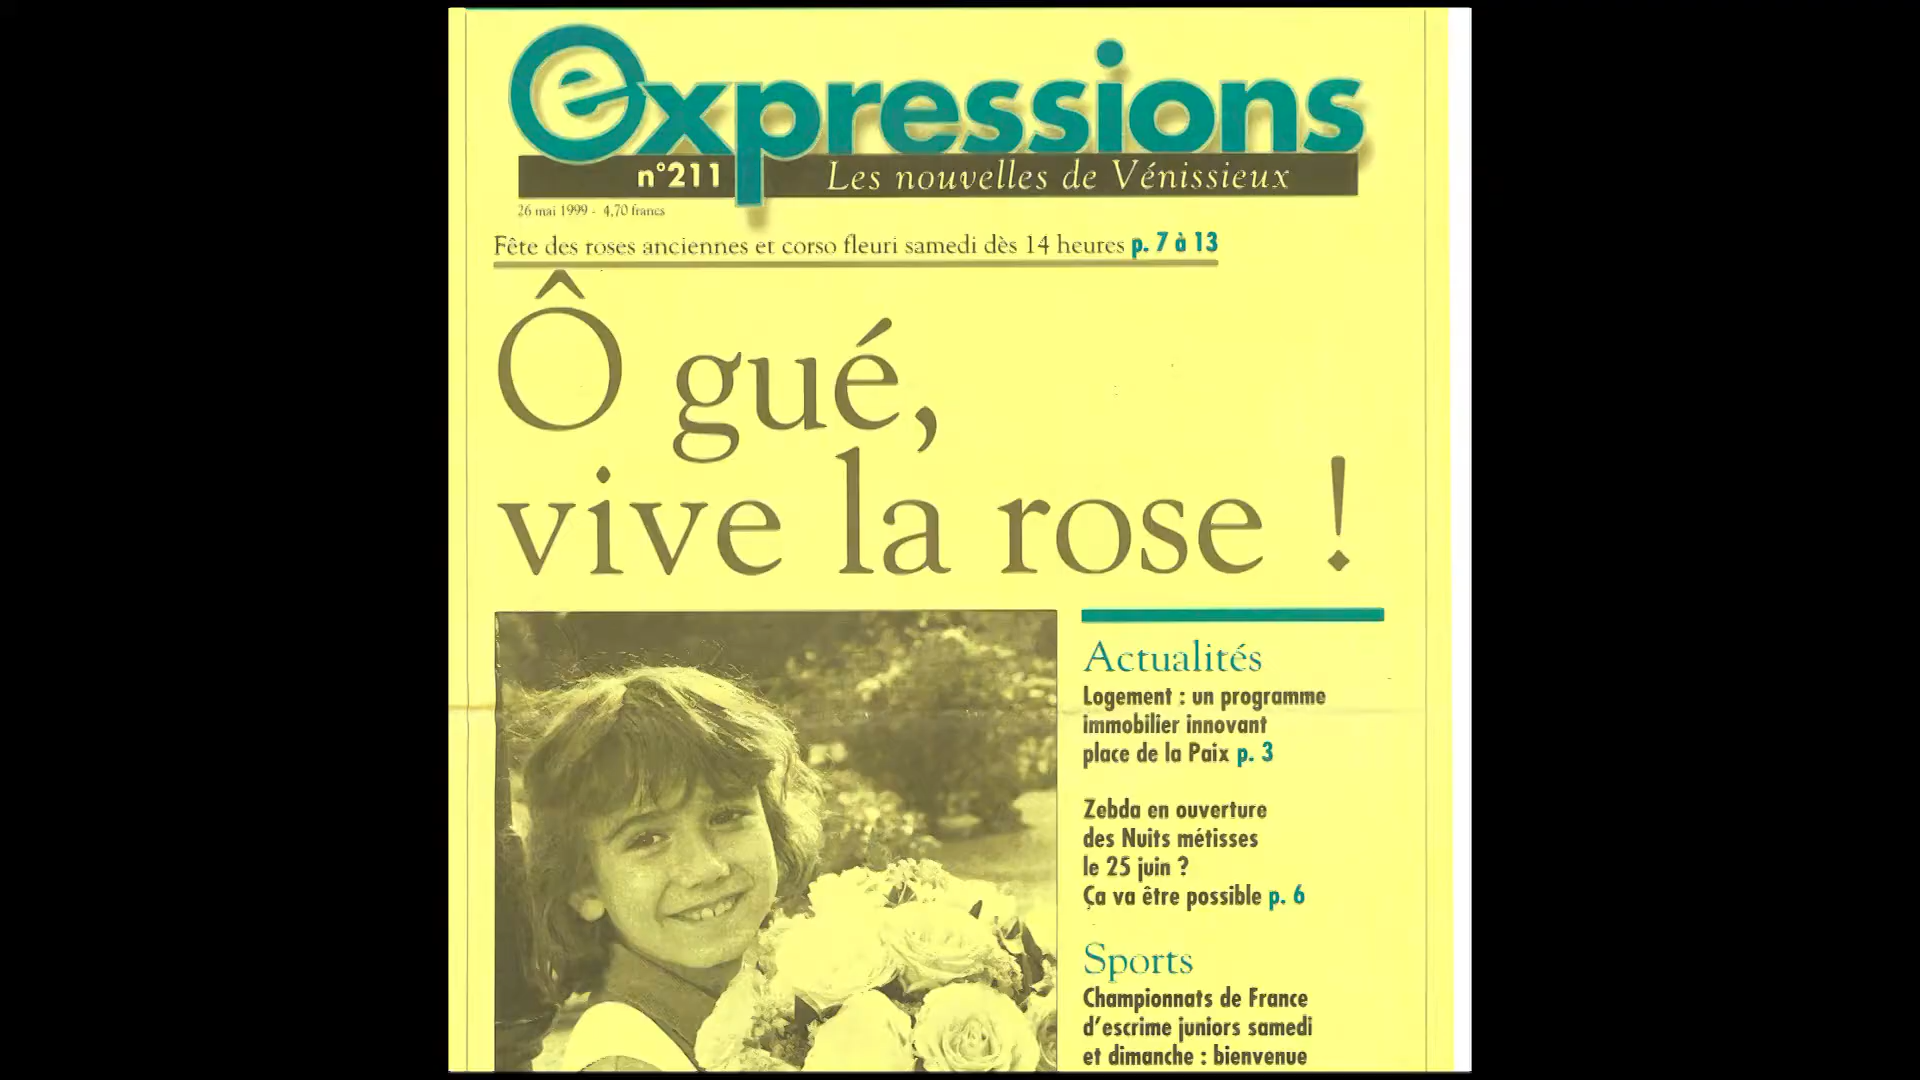 expressions
n°211 Les nouvelles de Vénissieux
26 mai 1999 - 4,70 francs
Fête des roses anciennes et corso fleuri samedi dès 14 heures p. 7 à 13
Ô gué,
vive la rose !
Actualités
Logement : un programme
immobilier innovant
place de la Paix p. 3
Zebda en ouverture
des Nuits métisses
le 25 juin ?
Ça va être possible p. 6
Sports
Championnats de France
d'escrime juniors samedi
et dimanche : bienvenue